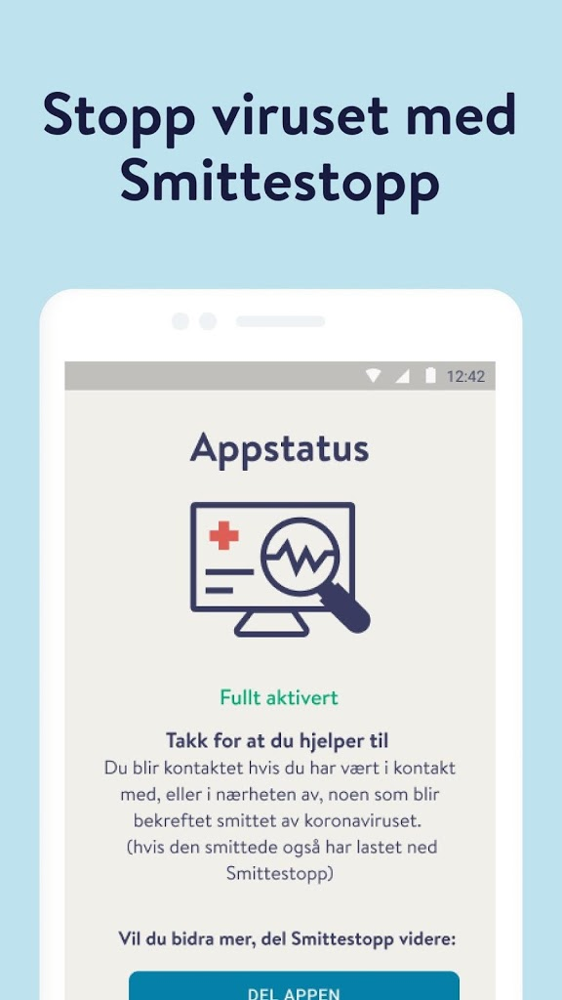 Stopp viruset med
Smittestopp
12:42
Appstatus
Fullt aktivert
Takk for at du hjelper til
Du blir kontaktet hvis du har vært i kontakt
med, eller i nærheten av, noen som blir
bekreftet smittet av koronaviruset.
(hvis den smittede også har lastet ned
Smittestopp)
Vil du bidra mer, del Smittestopp videre:
DEL APPEN